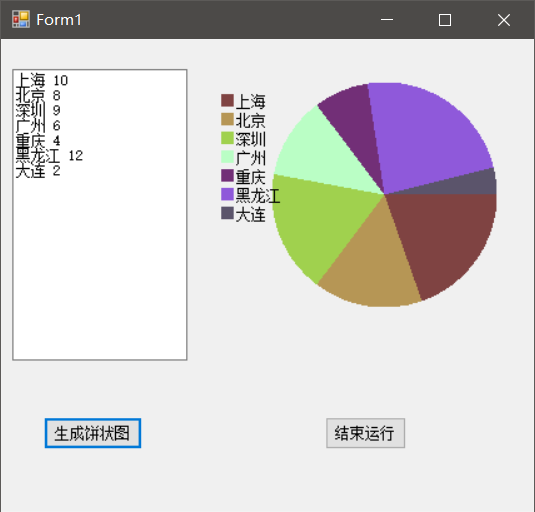 Form1
上海 10
北京 8
深圳 9
广州 6
重庆 4
黑龙江 12
大连 2
上海
北京
深圳
广州
重庆
黑龙江
大连
生成饼状图
结束运行